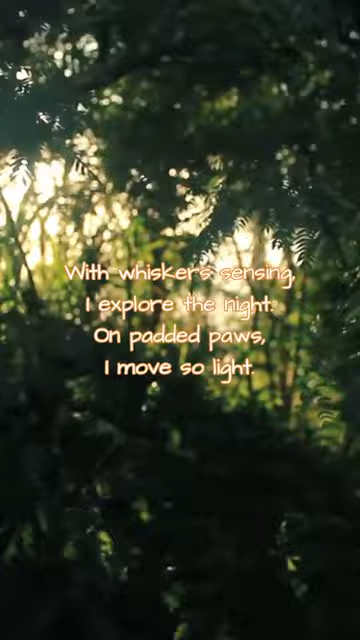 With whiskers sensing,
I explore the night.
On padded paws,
I move so light.